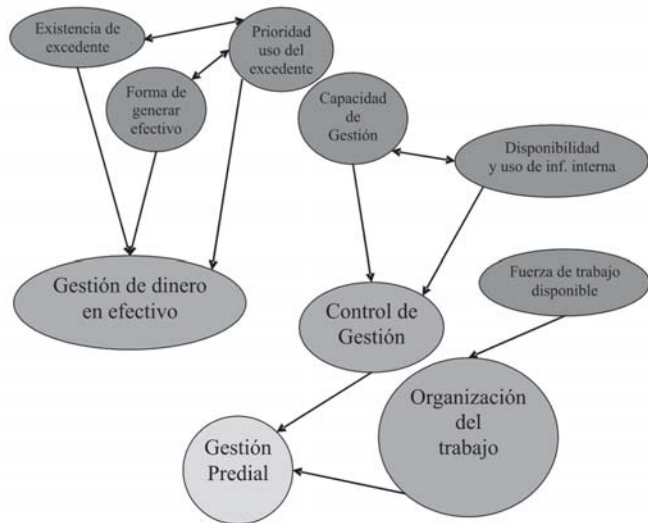 Existencia de
excedente
Prioridad
uso del
excedente
Forma de
generar
efectivo
Capacidad
de
Gestión
Disponibilidad
y uso de inf. interna
Gestión de dinero
en efectivo
Fuerza de trabajo
disponible
Control de
Gestión
Organización
del
trabajo
Gestión
Predial